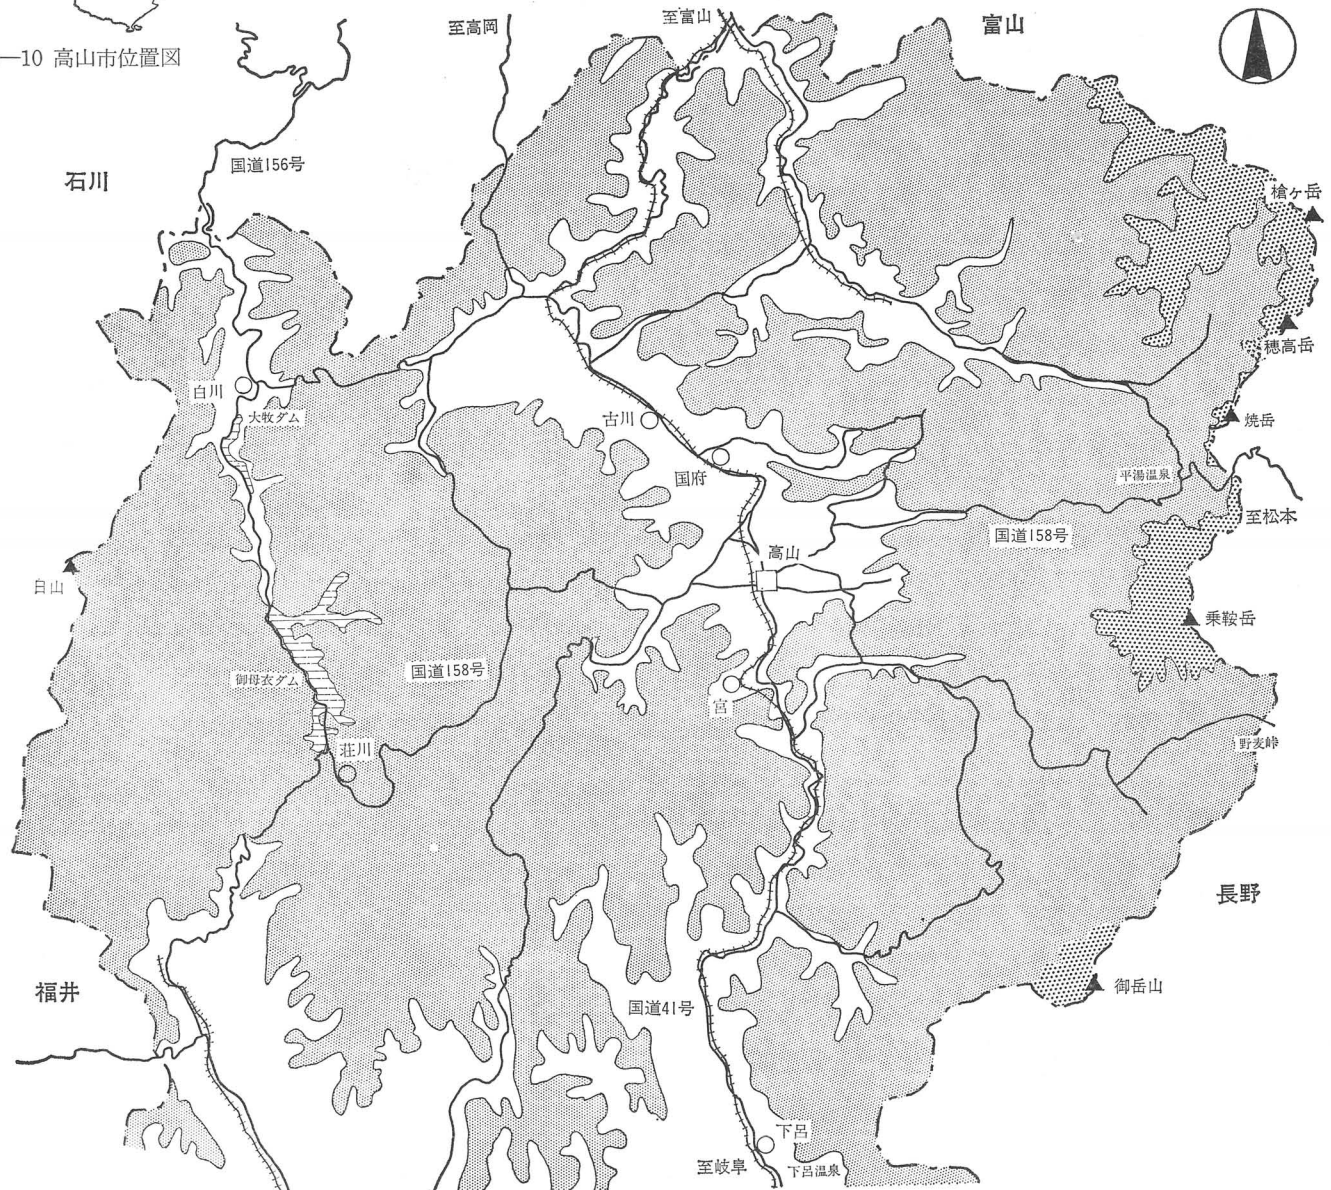 —10 高山市位置図
至高岡
至富山
富山
国道156号
石川
槍ヶ岳
穂高岳
白川
大牧ダム
古川
焼岳
国府
平湯温泉
至松本
国道158号
高山
白山
乗鞍岳
国道158号
御母衣ダム
宮
荘川
野麦峠
長野
福井
御岳山
国道41号
下呂
至岐阜
下呂温泉